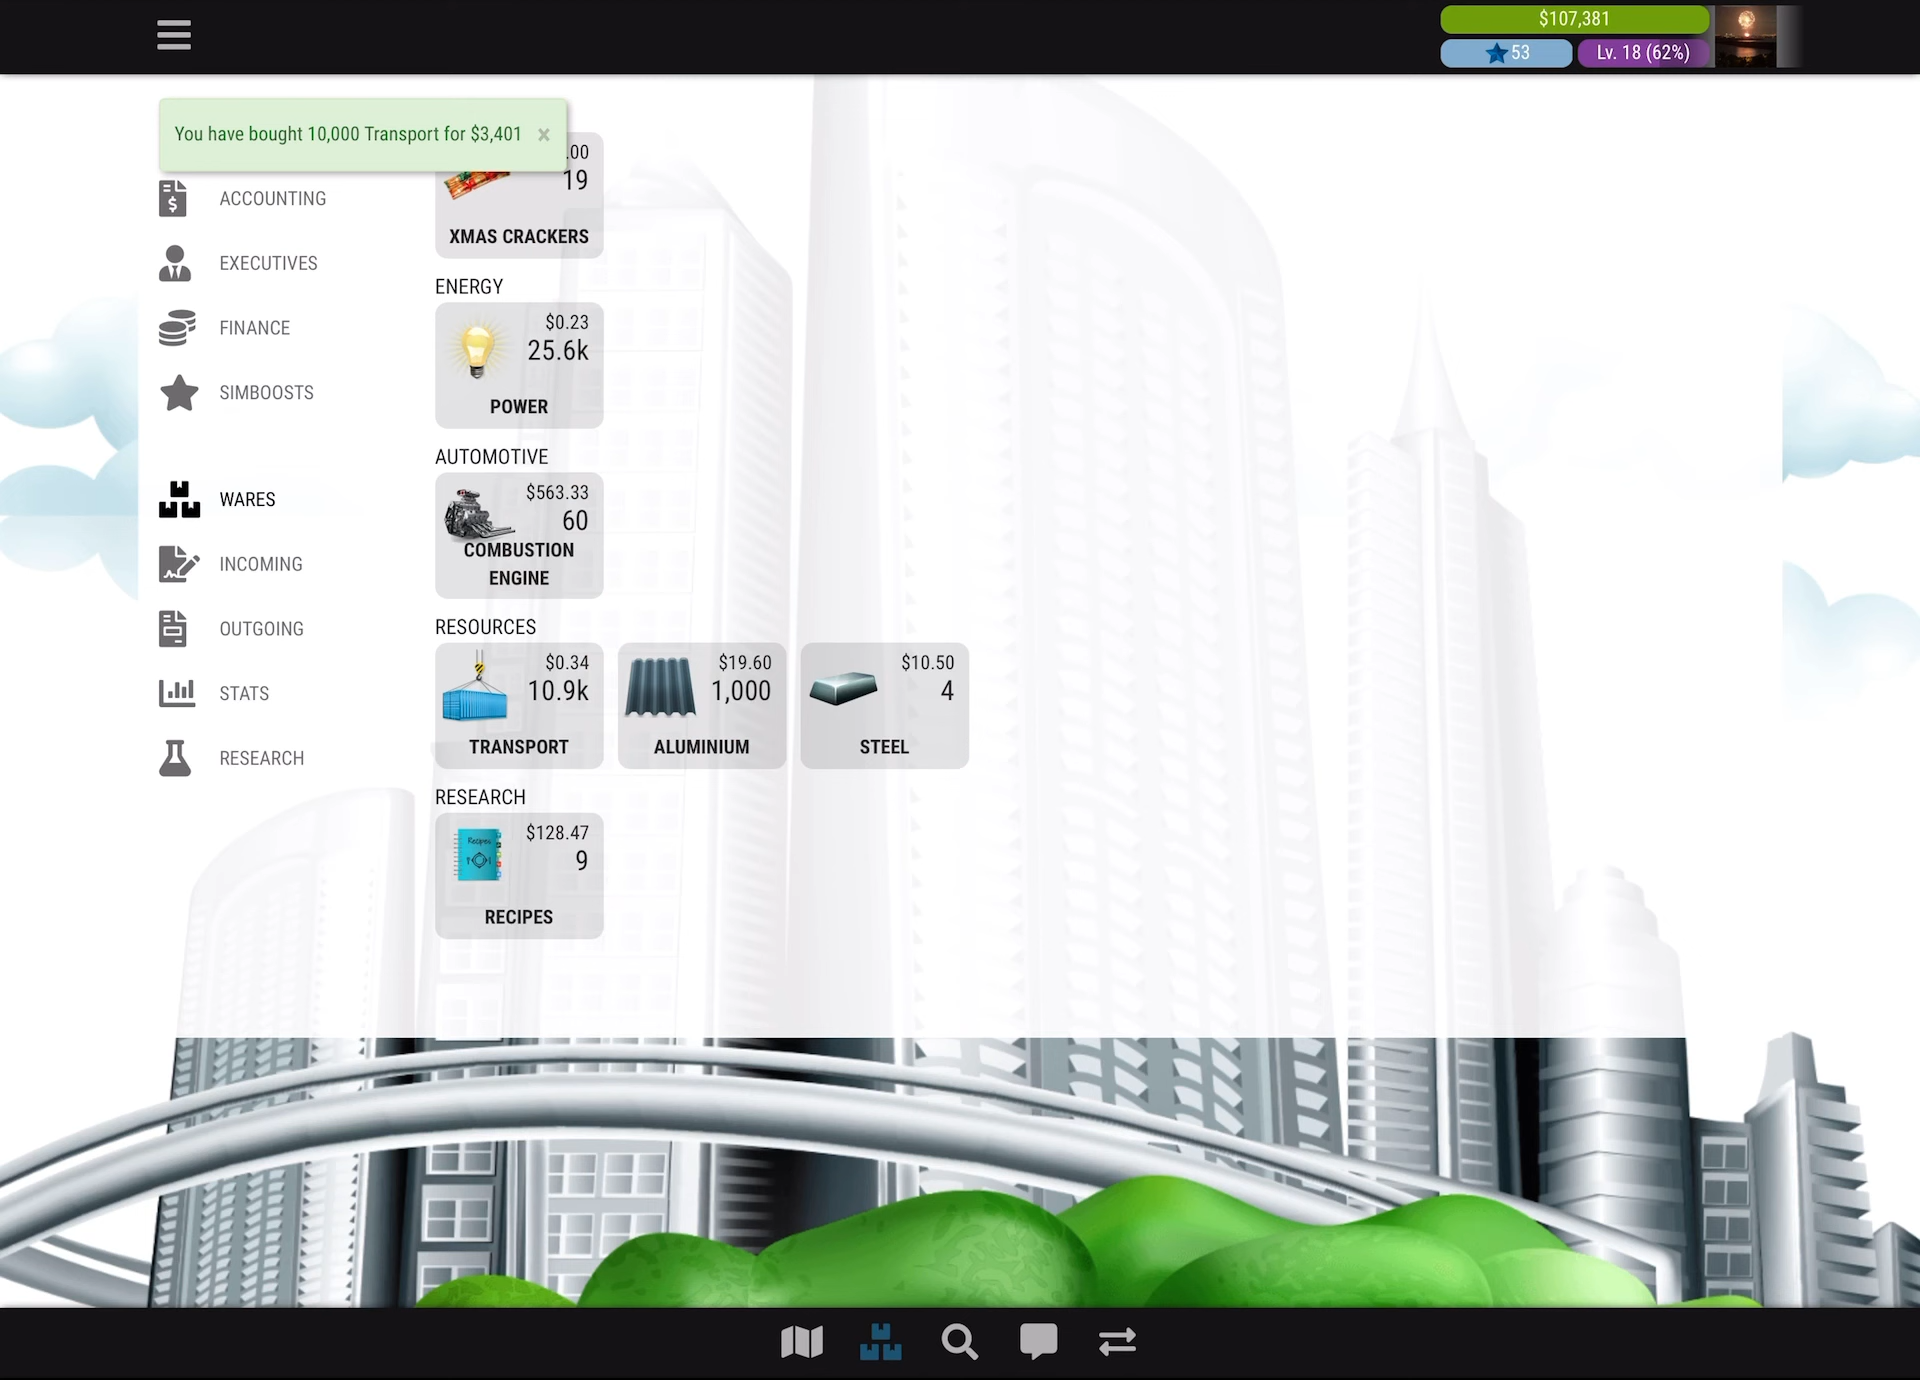 $107,381
53
Lv. 18 (62%)
You have bought 10,000 Transport for $3,401 ×
.00
19
XMAS CRACKERS
ACCOUNTING
EXECUTIVES
FINANCE
SIMBOOSTS
WARES
INCOMING
OUTGOING
STATS
RESEARCH
ENERGY
$0.23
25.6k
POWER
AUTOMOTIVE
$563.33
60
COMBUSTION
ENGINE
RESOURCES
$0.34
10.9k
TRANSPORT
$19.60
1,000
ALUMINIUM
$10.50
4
STEEL
RESEARCH
Recipes
$128.47
9
RECIPES